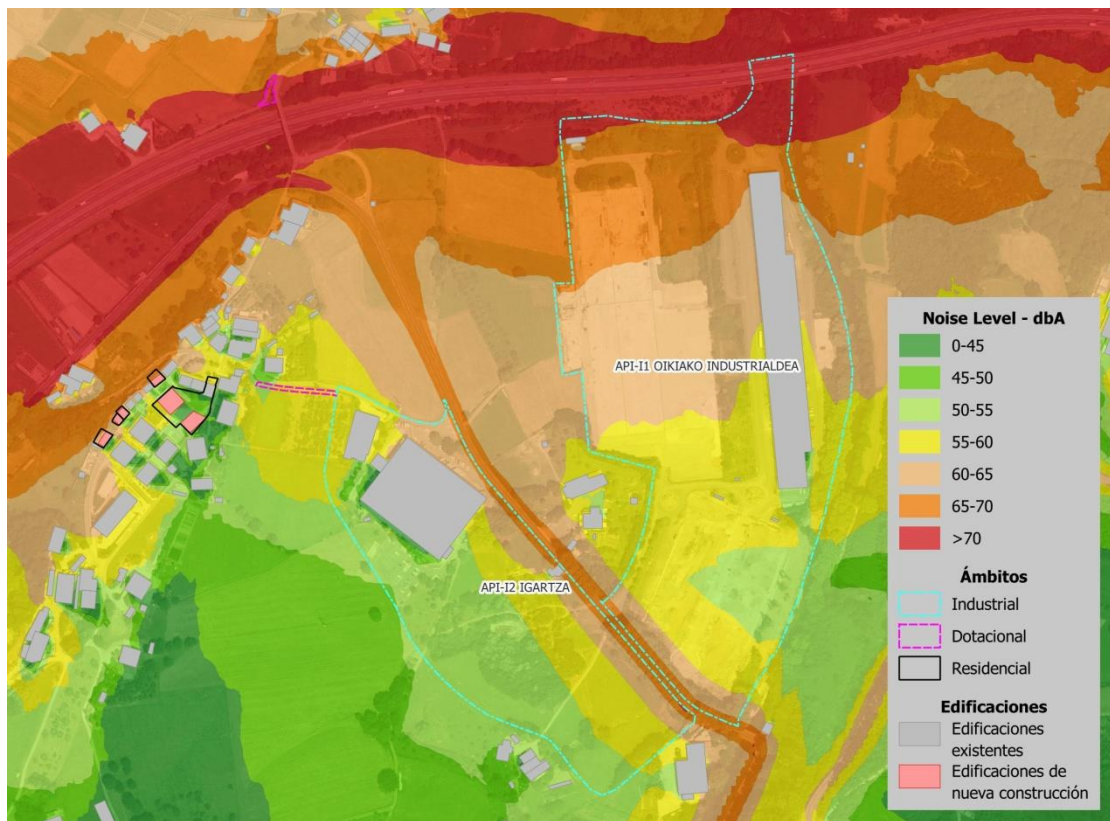 API-I1 OIKIAKO INDUSTRIALDEA
API-I2 IGARTZA
Noise Level - dbA
0-45
45-50
50-55
55-60
60-65
65-70
>70
Ámbitos
Industrial
Dotacional
Residencial
Edificaciones
Edificaciones
existentes
Edificaciones de
nueva construcción